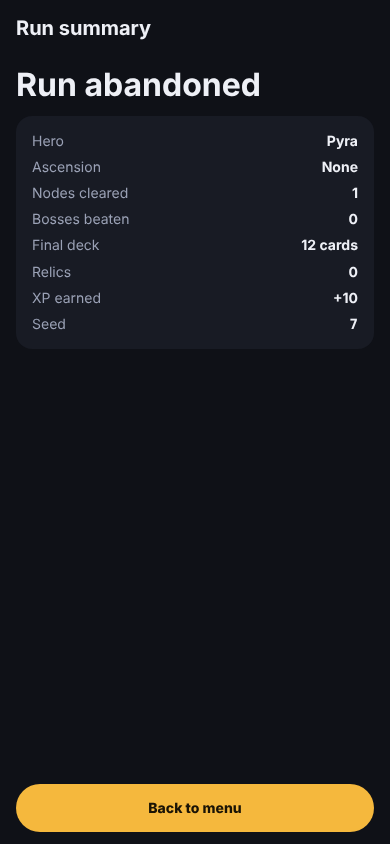 Run summary
Run abandoned
Hero Pyra
Ascension None
Nodes cleared 1
Bosses beaten 0
Final deck 12 cards
Relics 0
XP earned +10
Seed 7
Back to menu